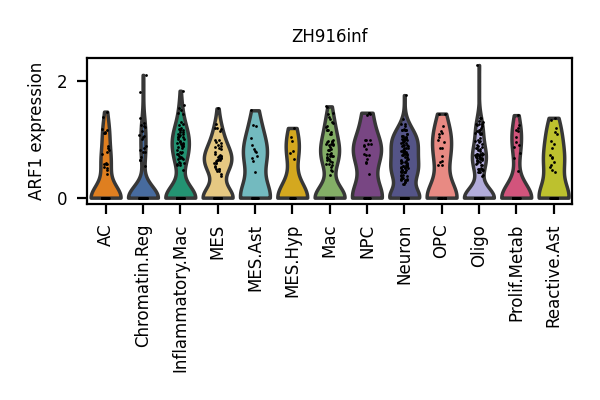 ZH916inf
ARF1 expression
2
0
AC
Chromatin.Reg
Inflammatory.Mac
MES
MES.Ast
MES.Hyp
Mac
NPC
Neuron
OPC
Oligo
Prolif.Metab
Reactive.Ast